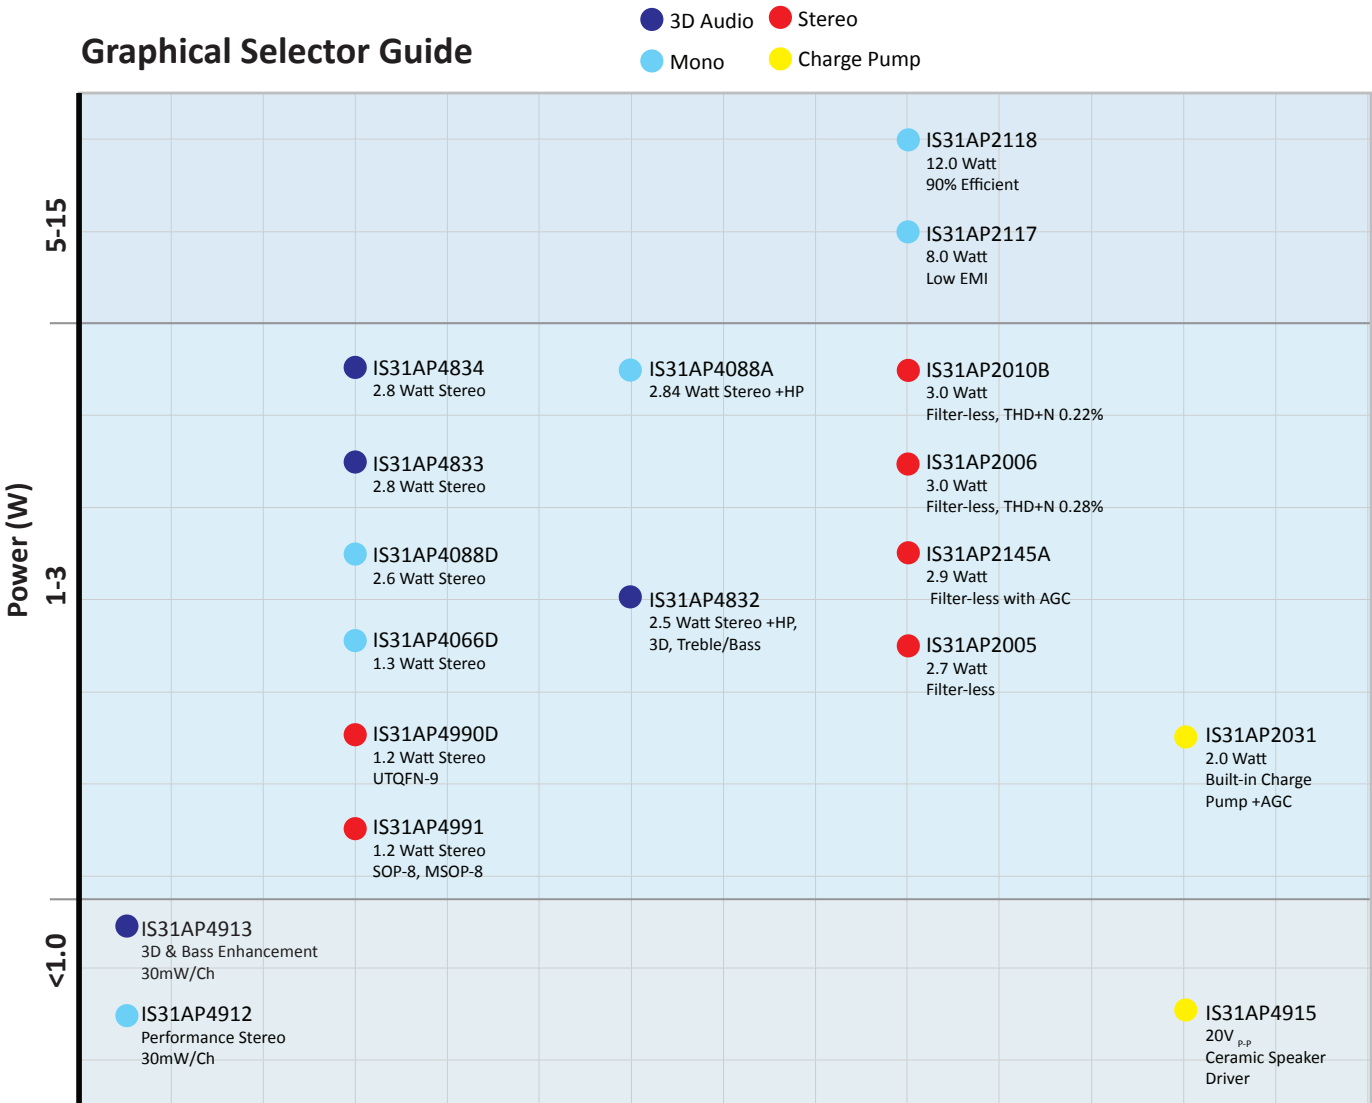 Graphical Selector Guide
3D Audio
Stereo
Mono
Charge Pump
Power (W)
5-15
1-3
<1.0
IS31AP2118
12.0 Watt
90% Efficient
IS31AP2117
8.0 Watt
Low EMI
IS31AP4834
2.8 Watt Stereo
IS31AP4833
2.8 Watt Stereo
IS31AP4088D
2.6 Watt Stereo
IS31AP4066D
1.3 Watt Stereo
IS31AP4990D
1.2 Watt Stereo
UTQFN-9
IS31AP4991
1.2 Watt Stereo
SOP-8, MSOP-8
IS31AP4088A
2.84 Watt Stereo +HP
IS31AP4832
2.5 Watt Stereo +HP,
3D, Treble/Bass
IS31AP2010B
3.0 Watt
Filter-less, THD+N 0.22%
IS31AP2006
3.0 Watt
Filter-less, THD+N 0.28%
IS31AP2145A
2.9 Watt
Filter-less with AGC
IS31AP2005
2.7 Watt
Filter-less
IS31AP2031
2.0 Watt
Built-in Charge
Pump +AGC
IS31AP4913
3D & Bass Enhancement
30mW/Ch
IS31AP4912
Performance Stereo
30mW/Ch
IS31AP4915
20V P-P
Ceramic Speaker
Driver